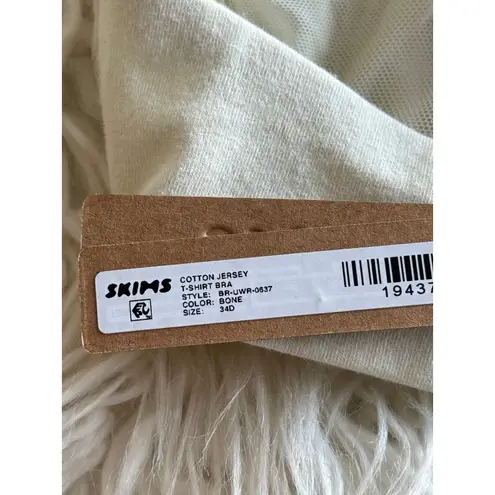 SKIMS
COTTON JERSEY
T-SHIRT BRA
STYLE: BR-UWR-0637
COLOR: BONE
SIZE: 34D
19437